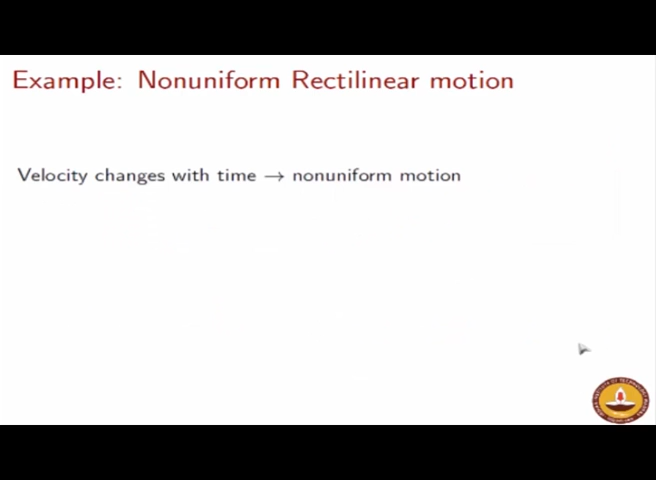 Example: Nonuniform Rectilinear motion
Velocity changes with time → nonuniform motion